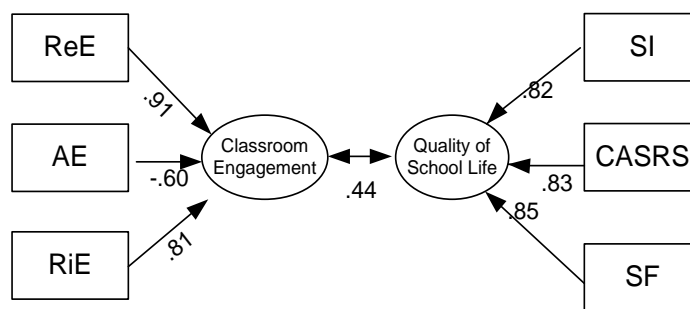 ReE
SI
.91
.82
AE
Classroom
Engagement
Quality of
School Life
CASRS
-.60
.44
.83
.81
.85
RiE
SF